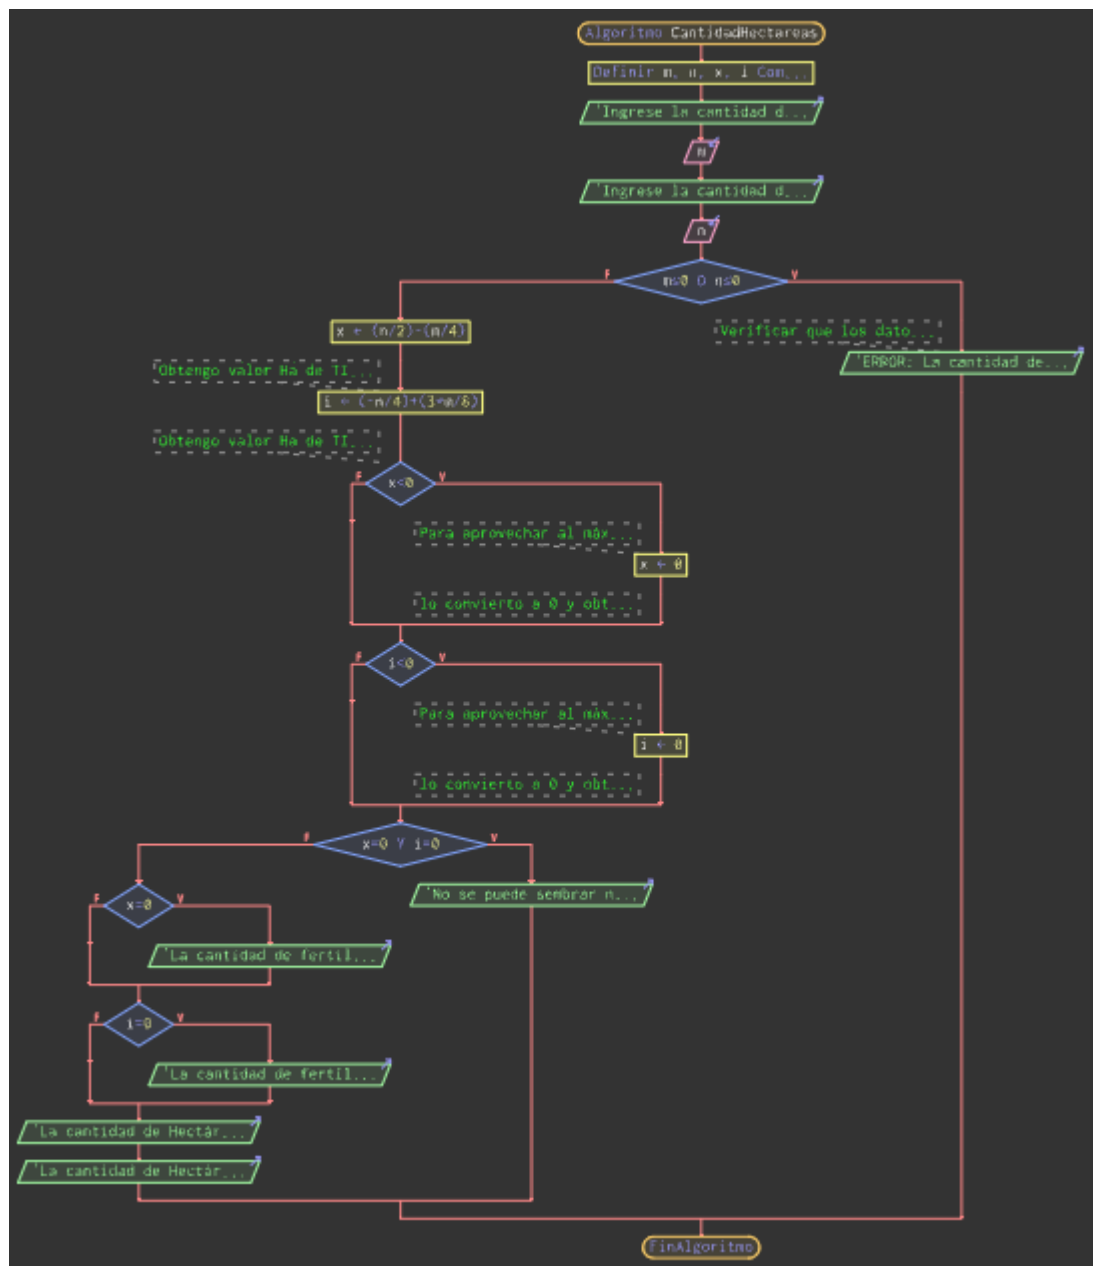 Algoritmo CantidadHectareas
Definir m, n, x, i Com...
'Ingrese la cantidad d...
m
'Ingrese la cantidad d...
n
F
V
m≤0 O n≤0
x ← (n/2)-(m/4)
Verificar que los dato...
'ERROR: La cantidad de...
Obtengo valor Ha de TI...
i ← (-n/4)+(3*m/8)
Obtengo valor Ha de TI...
F
V
x<0
Para aprovechar al máx...
x ← 0
lo convierto a 0 y obt...
F
V
i<0
Para aprovechar al máx...
i ← 0
lo convierto a 0 y obt...
F
V
x=0 Y i=0
'No se puede sembrar n...
F
V
x=0
'La cantidad de fertil...
F
V
i=0
'La cantidad de fertil...
'La cantidad de Hectár...
'La cantidad de Hectár...
FinAlgoritmo